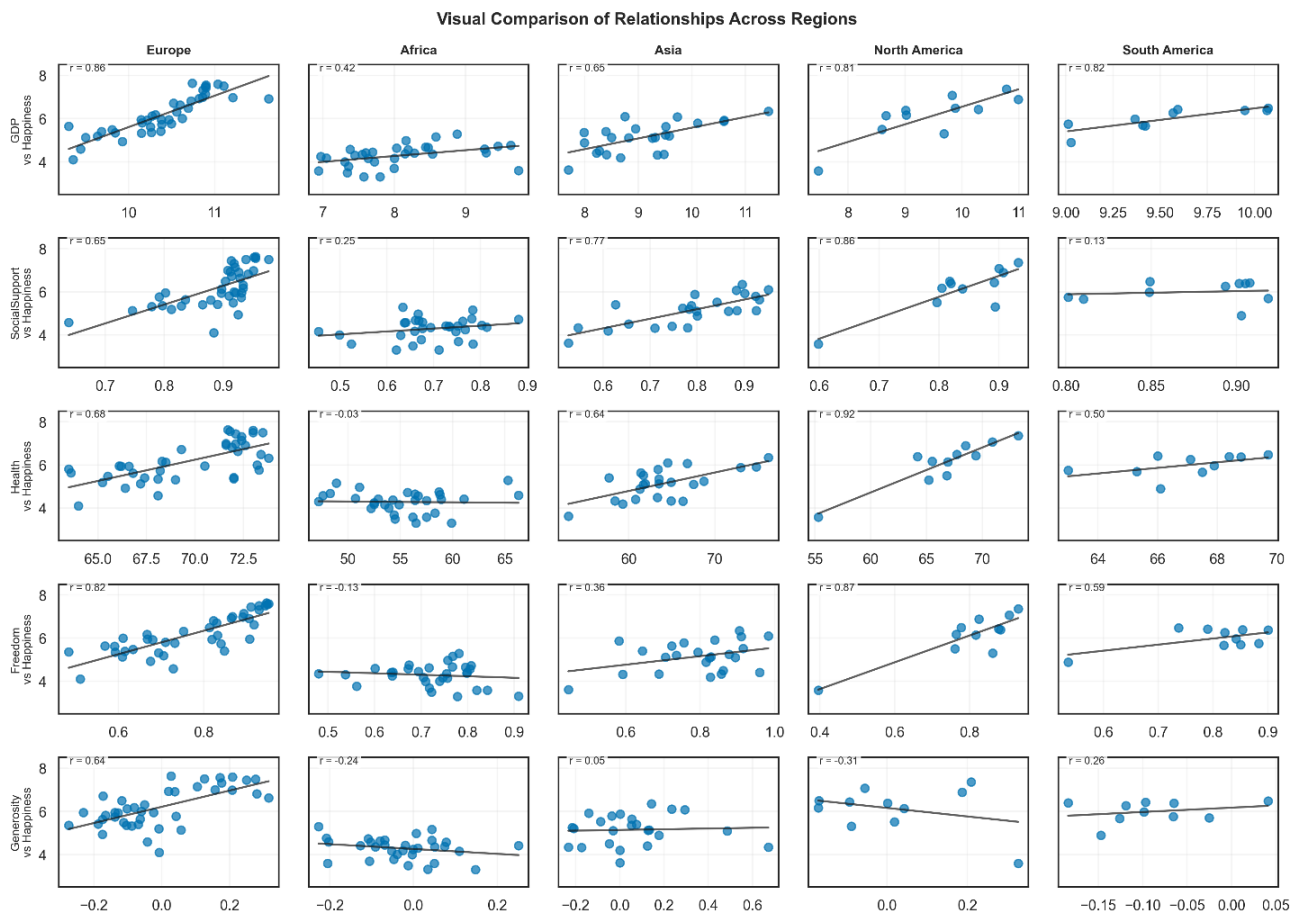 Visual Comparison of Relationships Across Regions
Europe Africa Asia North America South America
GDP
vs Happiness
8
6
4
r = 0.86 r = 0.42 r = 0.65 r = 0.81 r = 0.82
10 11 7 8 9 8 9 10 11 8 9 10 11 9.00 9.25 9.50 9.75 10.00
SocialSupport
vs Happiness
8
6
4
r = 0.65 r = 0.25 r = 0.77 r = 0.86 r = 0.13
0.7 0.8 0.9 0.5 0.6 0.7 0.8 0.9 0.6 0.7 0.8 0.9 0.6 0.7 0.8 0.9 0.80 0.85 0.90
Health
vs Happiness
8
6
4
r = 0.68 r = -0.03 r = 0.64 r = 0.92 r = 0.50
65.0 67.5 70.0 72.5 50 55 60 65 60 70 55 60 65 70 64 66 68 70
Freedom
vs Happiness
8
6
4
r = 0.82 r = -0.13 r = 0.36 r = 0.87 r = 0.59
0.6 0.8 0.5 0.6 0.7 0.8 0.9 0.6 0.8 1.0 0.4 0.6 0.8 0.6 0.7 0.8 0.9
Generosity
vs Happiness
8
6
4
r = 0.64 r = -0.24 r = 0.05 r = -0.31 r = 0.26
−0.2 0.0 0.2 −0.2 0.0 0.2 −0.2 0.0 0.2 0.4 0.6 0.0 0.2 −0.15 −0.10 −0.05 0.00 0.05